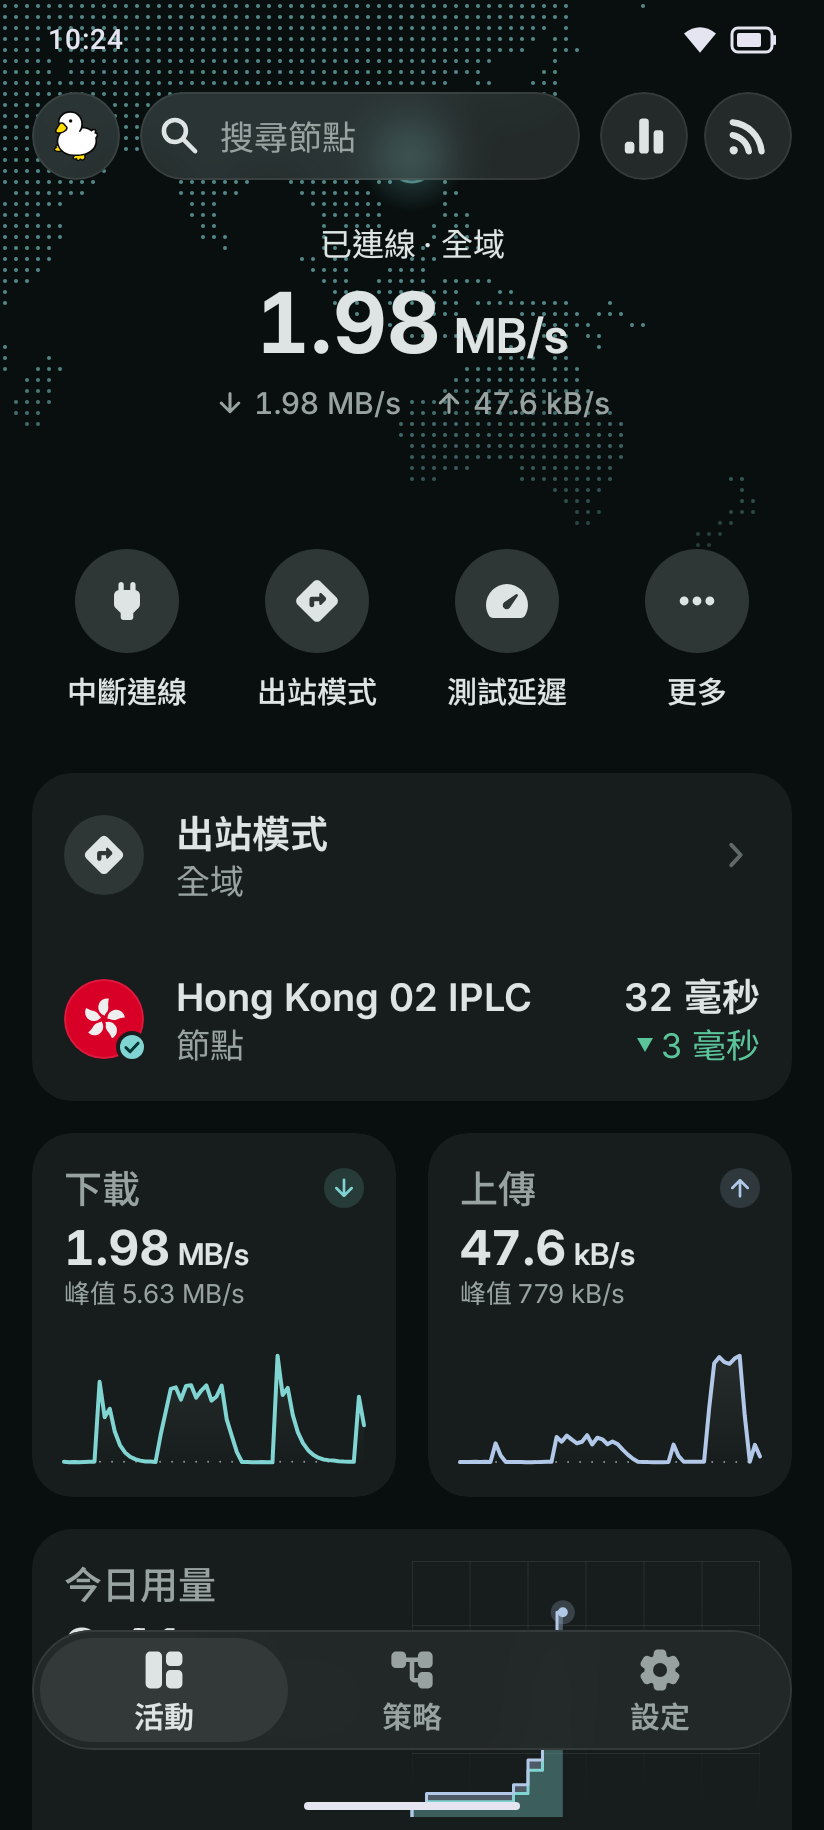 10:24
搜尋節點
已連線 · 全域
1.98 MB/s
1.98 MB/s 47.6 kB/s
中斷連線 出站模式 測試延遲 更多
出站模式
全域
Hong Kong 02 IPLC 32 毫秒
節點 ▼3 毫秒
下載 上傳
1.98 MB/s 47.6 kB/s
峰值 5.63 MB/s 峰值 779 kB/s
今日用量
活動 策略 設定